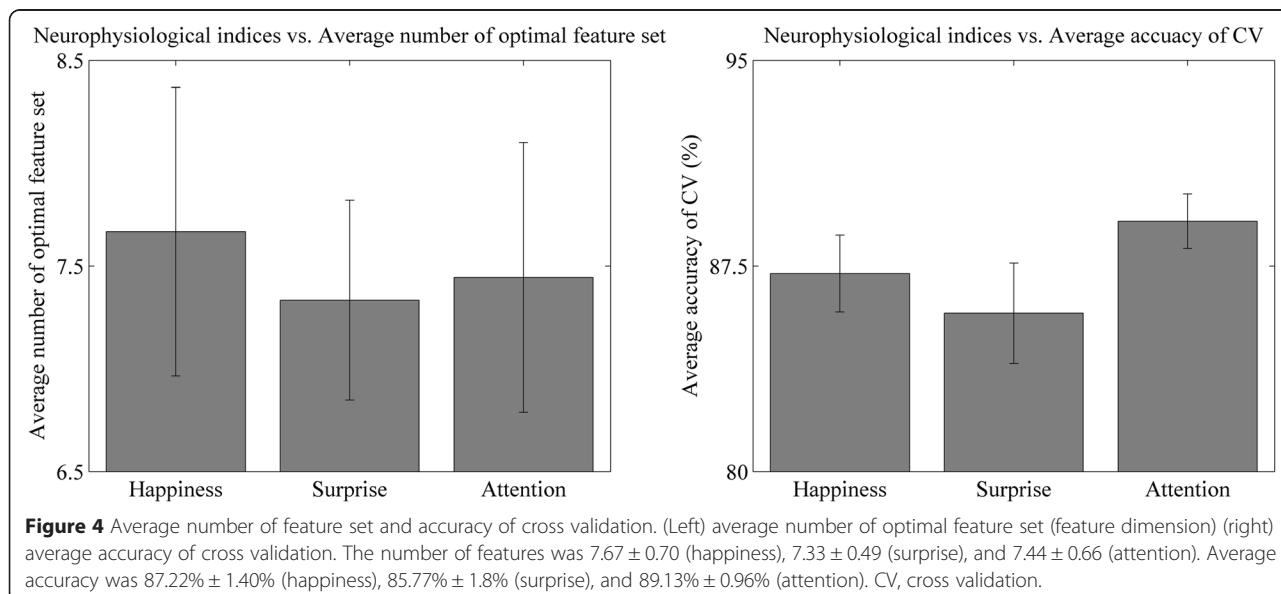 Neurophysiological indices vs. Average number of optimal feature set
8.5
7.5
6.5
Average number of optimal feature set
Happiness Surprise Attention
Neurophysiological indices vs. Average accuacy of CV
95
87.5
80
Average accuracy of CV (%)
Happiness Surprise Attention
Figure 4 Average number of feature set and accuracy of cross validation. (Left) average number of optimal feature set (feature dimension) (right)
average accuracy of cross validation. The number of features was 7.67 ± 0.70 (happiness), 7.33 ± 0.49 (surprise), and 7.44 ± 0.66 (attention). Average
accuracy was 87.22% ± 1.40% (happiness), 85.77% ± 1.8% (surprise), and 89.13% ± 0.96% (attention). CV, cross validation.